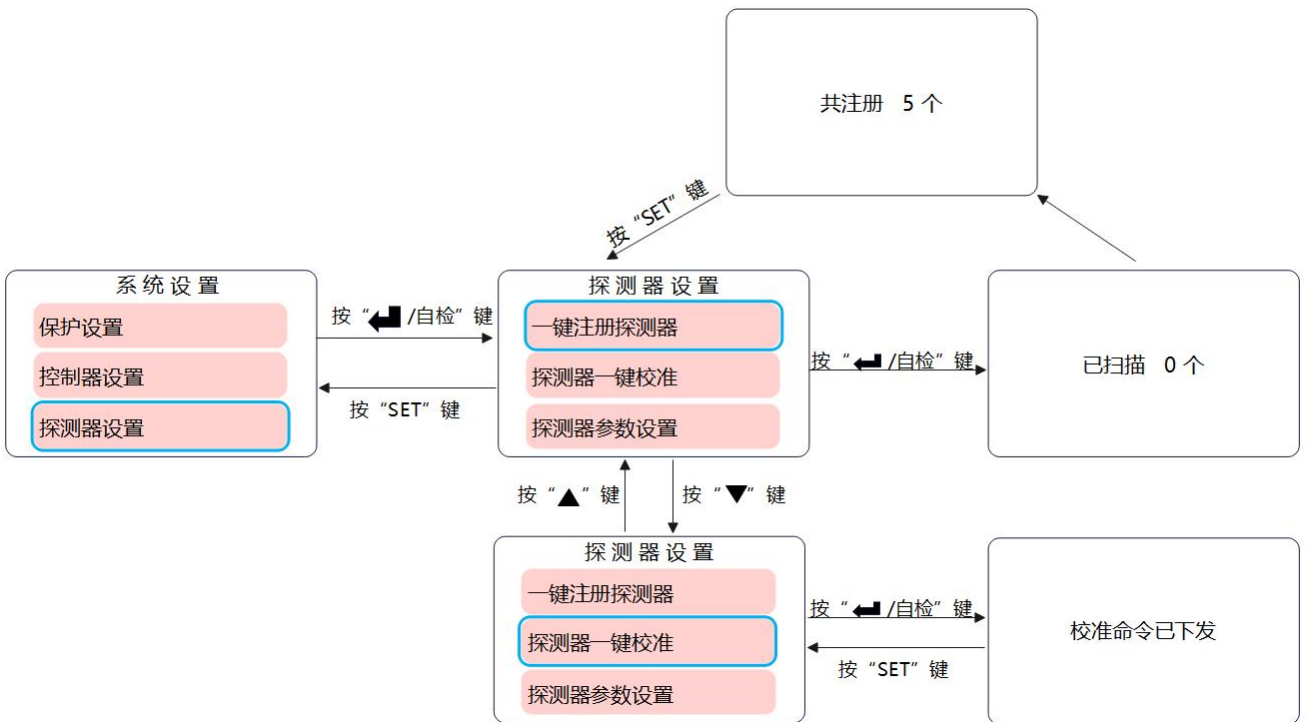 共注册 5 个
按“SET”键
系统设置
保护设置
控制器设置
探测器设置
按“ /自检”键
按“SET”键
探测器设置
一键注册探测器
探测器一键校准
探测器参数设置
按“ /自检”键
已扫描 0 个
按“▲”键
按“▼”键
探测器设置
一键注册探测器
探测器一键校准
探测器参数设置
按“ /自检”键
按“SET”键
校准命令已下发